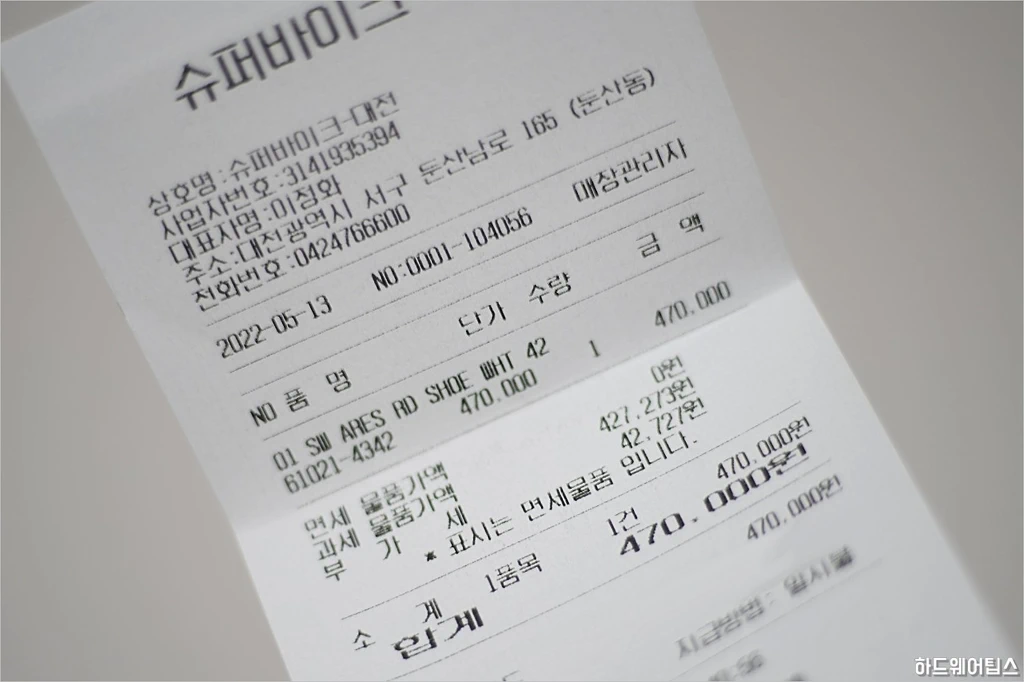 슈퍼바이크
상호명:슈퍼바이크-대전
사업자번호:3141935394
대표자명:이정화
주소:대전광역시 서구 둔산남로 165 (둔산동)
전화번호:0424766600
2022-05-13 NO:0001-104056 매장관리자
NO 품 명 단가 수량 금 액
01 SW ARES RD SHOE WHT 42
61021-4342 470.000 1 470.000
면세 물품가액 0원
과세 물품가액 427.273원
부 가 세 42.727원
* 표시는 면세물품 입니다.
소 계 1품목 1건 470.000원
합계 470.000원
470.000원
지급방법: 일시불
하드웨어팁스